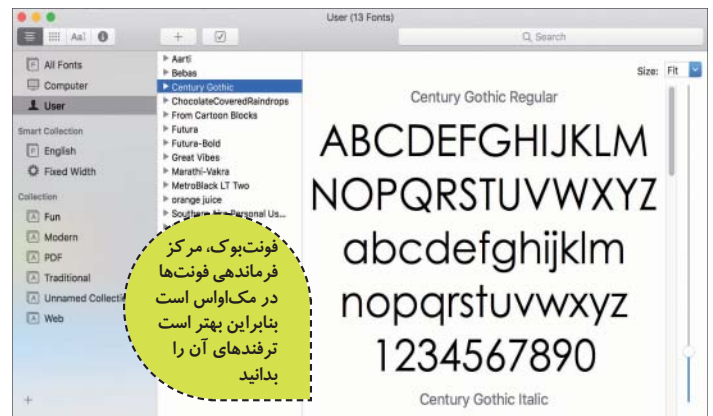 User (13 Fonts)
Aa1
Search
All Fonts
Computer
User
Smart Collection
English
Fixed Width
Collection
Fun
Modern
PDF
Traditional
Unnamed Collecti
Web
Aarti
Bebas
Century Gothic
ChocolateCoveredRaindrops
From Cartoon Blocks
Futura
Futura-Bold
Great Vibes
Marathi-Vakra
MetroBlack LT Two
orange juice
Personal Us...
Size: Fit
Century Gothic Regular
ABCDEFGHIJKLM
NOPQRSTUVWXYZ
abcdefghijklm
nopqrstuvwxyz
1234567890
Century Gothic Italic
فونت‌بوک، مرکز
فرماندهی فونت‌ها
در مک‌اواس است
بنابراین بهتر است
ترفندهای آن را
بدانید